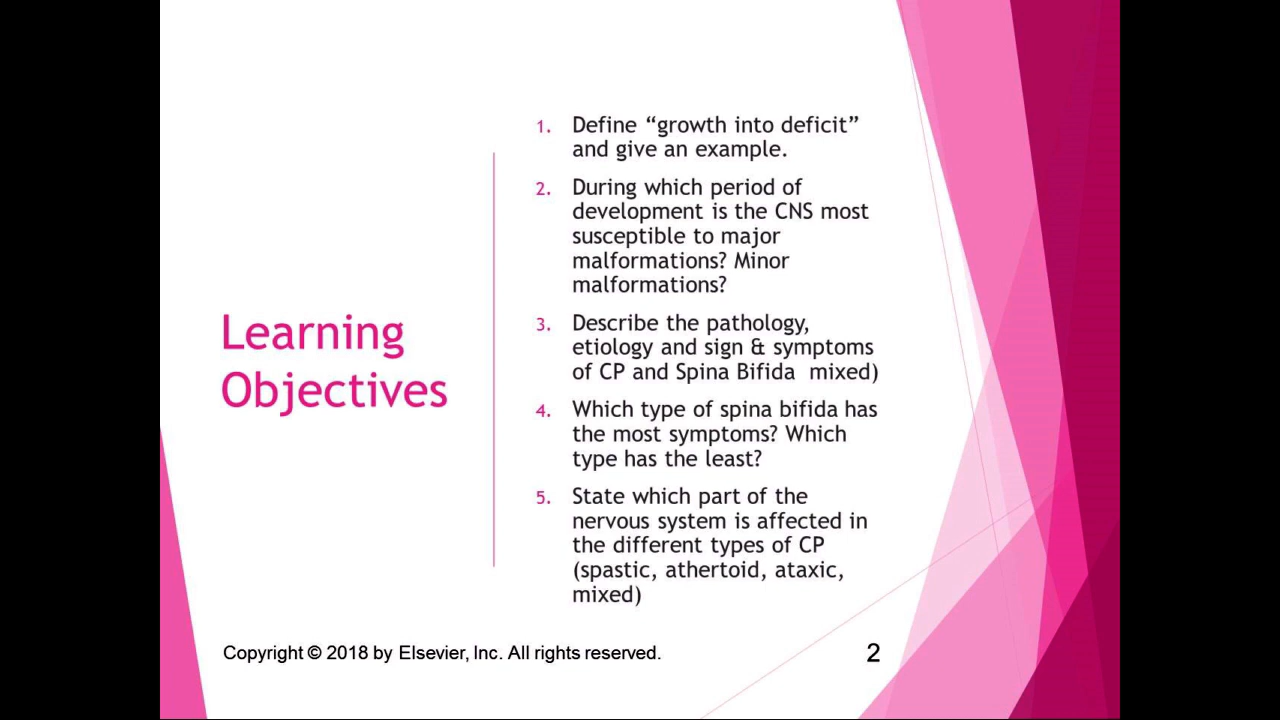 Learning
Objectives
1. Define “growth into deficit”
and give an example.
2. During which period of
development is the CNS most
susceptible to major
malformations? Minor
malformations?
3. Describe the pathology,
etiology and sign & symptoms
of CP and Spina Bifida  mixed)
4. Which type of spina bifida has
the most symptoms? Which
type has the least?
5. State which part of the
nervous system is affected in
the different types of CP
(spastic, athertoid, ataxic,
mixed)
Copyright © 2018 by Elsevier, Inc. All rights reserved.
2